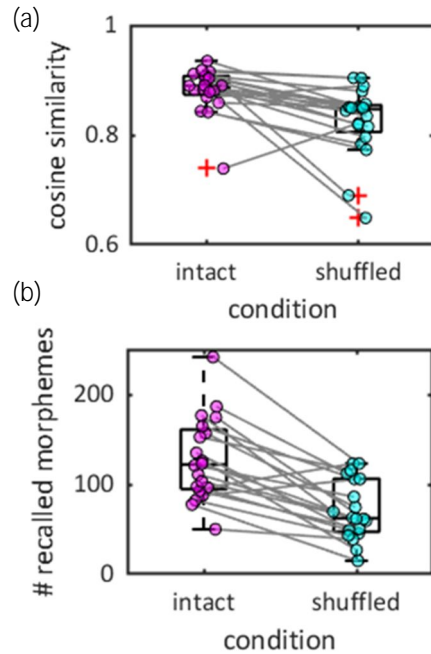 (a)
1
0.8
0.6
cosine similarity
intact shuffled
condition
(b)
200
100
0
# recalled morphemes
intact shuffled
condition